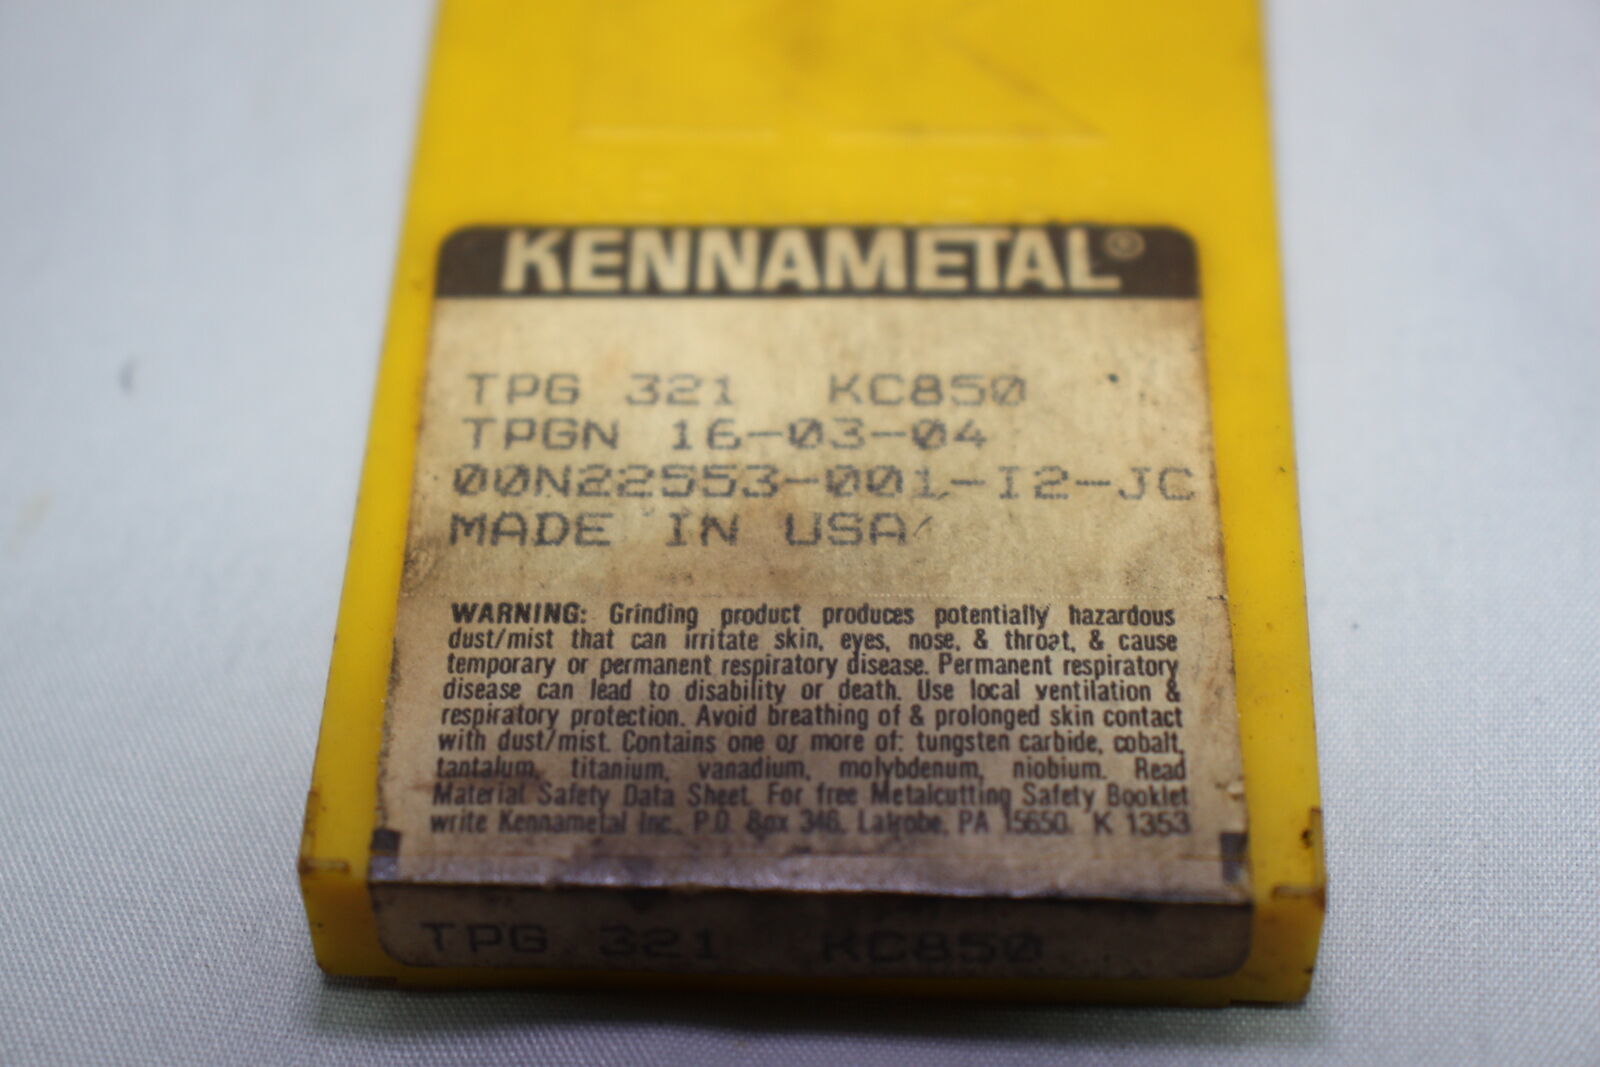 KENNAMETAL®
TPG 321 KC850
TPGN 16-03-04
00N22553-001-I2-JC
MADE IN USA
WARNING: Grinding product produces potentially hazardous
dust/mist that can irritate skin, eyes, nose, & throat, & cause
temporary or permanent respiratory disease. Permanent respiratory
disease can lead to disability or death. Use local ventilation &
respiratory protection. Avoid breathing of & prolonged skin contact
with dust/mist. Contains one or more of: tungsten carbide, cobalt,
tantalum, titanium, vanadium, molybdenum, niobium. Read
Material Safety Data Sheet. For free Metalcutting Safety Booklet
write Kennametal Inc., P.O. Box 346, Latrobe, PA 15650. K 1353
TPG 321 KC850